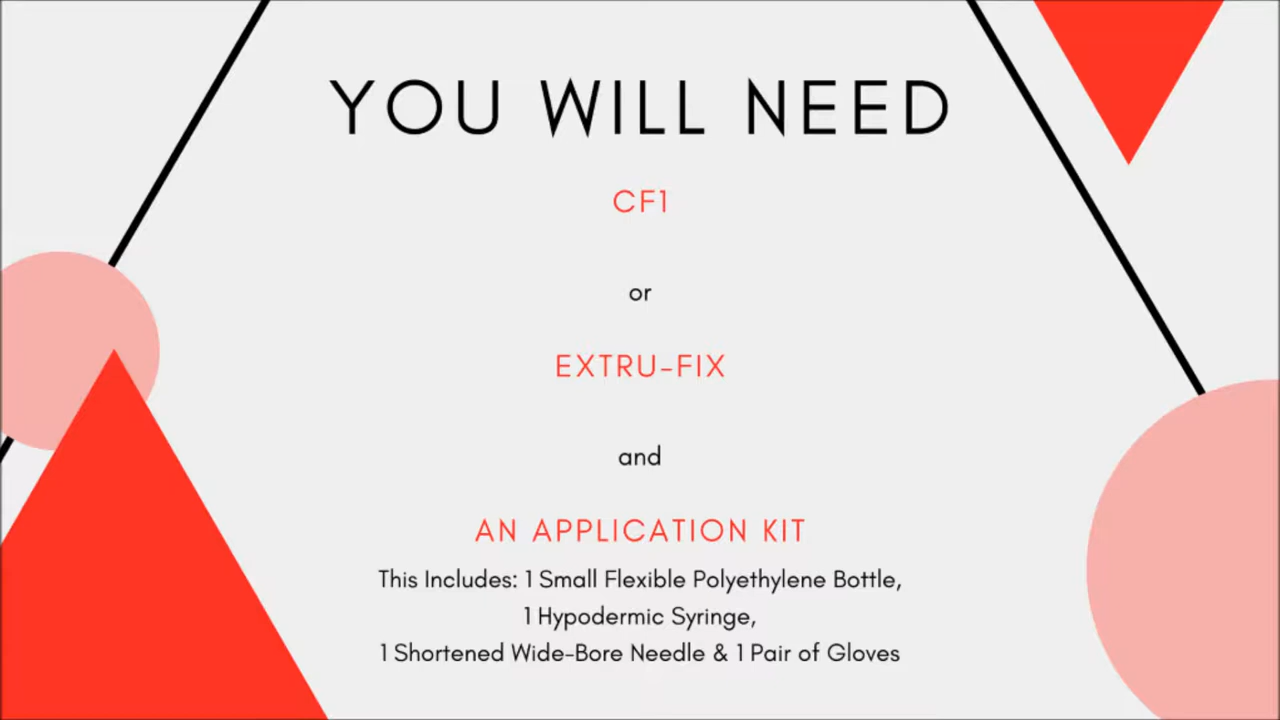 YOU WILL NEED
CF1
or
EXTRU-FIX
and
AN APPLICATION KIT
This Includes: 1 Small Flexible Polyethylene Bottle,
1 Hypodermic Syringe,
1 Shortened Wide-Bore Needle & 1 Pair of Gloves